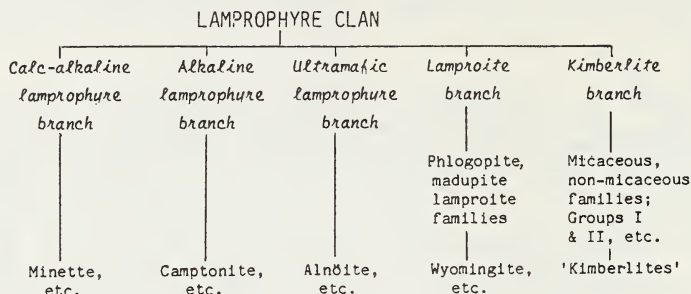 LAMPROPHYRE CLAN
Calc-alkaline
lamprophyre
branch
Alkaline
lamprophyre
branch
Ultramafic
lamprophyre
branch
Lamproite
branch
Kimberlite
branch
Phlogopite,
madupite
lamproite
families
Micaceous,
non-micaceous
families;
Groups I
& II, etc.
Minette,
etc.
Camptonite,
etc.
Alnöite,
etc.
Wyomingite,
etc.
'Kimberlites'